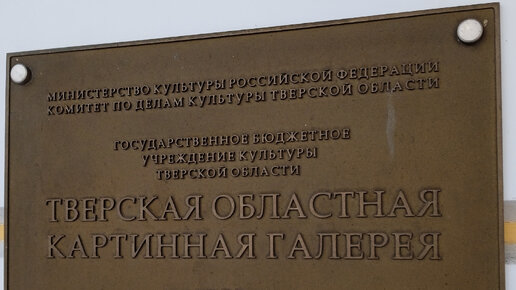 МИНИСТЕРСТВО КУЛЬТУРЫ РОССИЙСКОЙ ФЕДЕРАЦИИ
КОМИТЕТ ПО ДЕЛАМ КУЛЬТУРЫ ТВЕРСКОЙ ОБЛАСТИ
ГОСУДАРСТВЕННОЕ БЮДЖЕТНОЕ
УЧРЕЖДЕНИЕ КУЛЬТУРЫ
ТВЕРСКОЙ ОБЛАСТИ
ТВЕРСКАЯ ОБЛАСТНАЯ
КАРТИННАЯ ГАЛЕРЕЯ